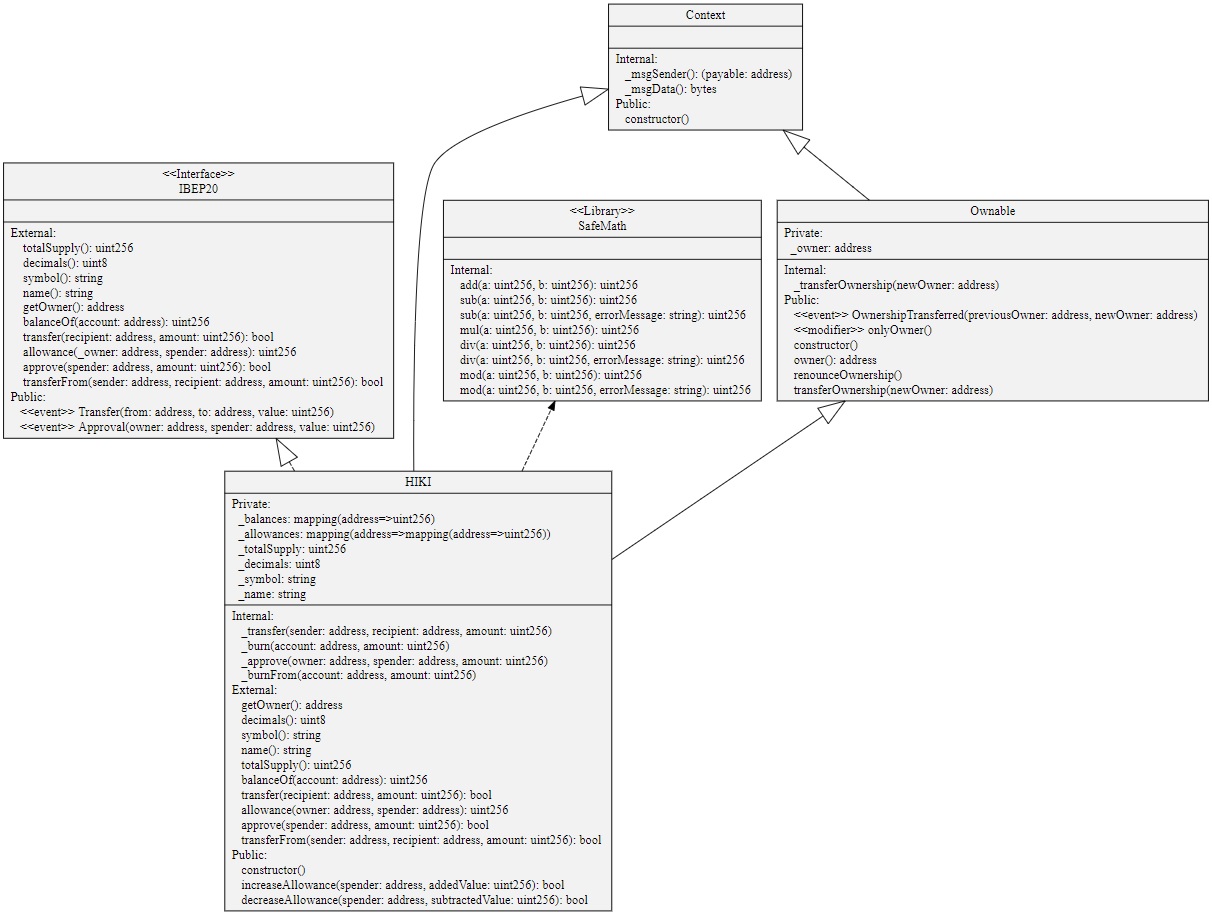 Context
Internal:
_msgSender(): (payable: address)
_msgData(): bytes
Public:
constructor()
<<Interface>>
IBEP20
External:
totalSupply(): uint256
decimals(): uint8
symbol(): string
name(): string
getOwner(): address
balanceOf(account: address): uint256
transfer(recipient: address, amount: uint256): bool
allowance(_owner: address, spender: address): uint256
approve(spender: address, amount: uint256): bool
transferFrom(sender: address, recipient: address, amount: uint256): bool
Public:
<<event>> Transfer(from: address, to: address, value: uint256)
<<event>> Approval(owner: address, spender: address, value: uint256)
<<Library>>
SafeMath
Internal:
add(a: uint256, b: uint256): uint256
sub(a: uint256, b: uint256): uint256
sub(a: uint256, b: uint256, errorMessage: string): uint256
mul(a: uint256, b: uint256): uint256
div(a: uint256, b: uint256): uint256
div(a: uint256, b: uint256, errorMessage: string): uint256
mod(a: uint256, b: uint256): uint256
mod(a: uint256, b: uint256, errorMessage: string): uint256
Ownable
Private:
_owner: address
Internal:
_transferOwnership(newOwner: address)
Public:
<<event>> OwnershipTransferred(previousOwner: address, newOwner: address)
<<modifier>> onlyOwner()
constructor()
owner(): address
renounceOwnership()
transferOwnership(newOwner: address)
HIKI
Private:
_balances: mapping(address=>uint256)
_allowances: mapping(address=>mapping(address=>uint256))
_totalSupply: uint256
_decimals: uint8
_symbol: string
_name: string
Internal:
_transfer(sender: address, recipient: address, amount: uint256)
_burn(account: address, amount: uint256)
_approve(owner: address, spender: address, amount: uint256)
_burnFrom(account: address, amount: uint256)
External:
getOwner(): address
decimals(): uint8
symbol(): string
name(): string
totalSupply(): uint256
balanceOf(account: address): uint256
transfer(recipient: address, amount: uint256): bool
allowance(owner: address, spender: address): uint256
approve(spender: address, amount: uint256): bool
transferFrom(sender: address, recipient: address, amount: uint256): bool
Public:
constructor()
increaseAllowance(spender: address, addedValue: uint256): bool
decreaseAllowance(spender: address, subtractedValue: uint256): bool